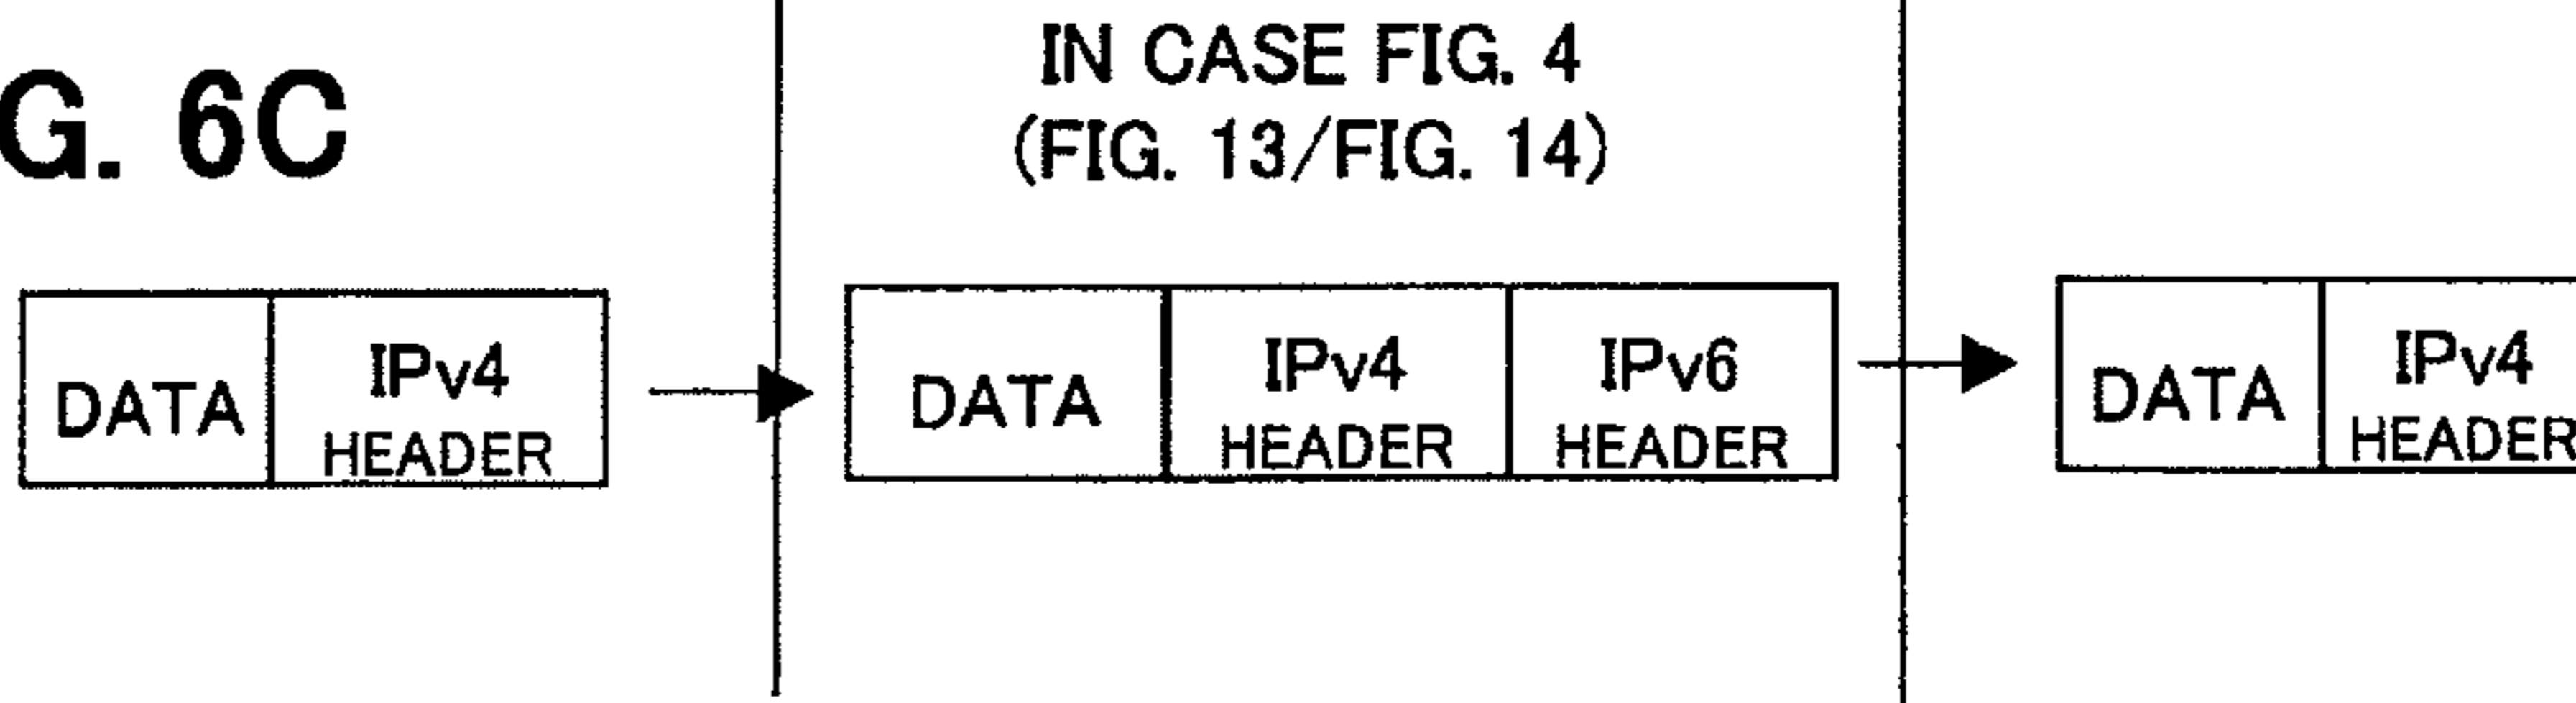 G. 6C
IN CASE FIG. 4
(FIG. 13/FIG. 14)
DATA
IPv4
HEADER
DATA
IPv4
HEADER
IPv6
HEADER
DATA
IPv4
HEADER